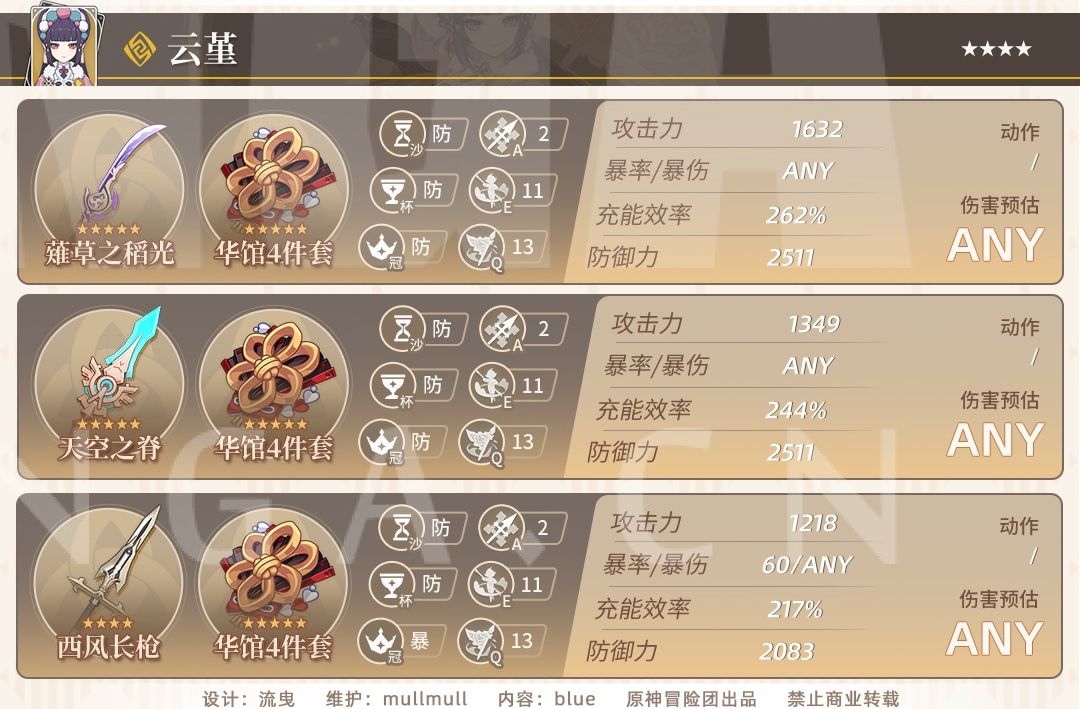 云堇 ★★★★
薙草之稻光
华馆4件套
沙 防
A 2
杯 防
E 11
冠 防
Q 13
攻击力 1632
暴率/暴伤 ANY
充能效率 262%
防御力 2511
动作
/
伤害预估
ANY
天空之脊
华馆4件套
沙 防
A 2
杯 防
E 11
冠 防
Q 13
攻击力 1349
暴率/暴伤 ANY
充能效率 244%
防御力 2511
动作
/
伤害预估
ANY
西风长枪
华馆4件套
沙 防
A 2
杯 防
E 11
冠 暴
Q 13
攻击力 1218
暴率/暴伤 60/ANY
充能效率 217%
防御力 2083
动作
/
伤害预估
ANY
NGA.CN
设计：流曳 维护：mullmull 内容：blue 原神冒险团出品 禁止商业转载